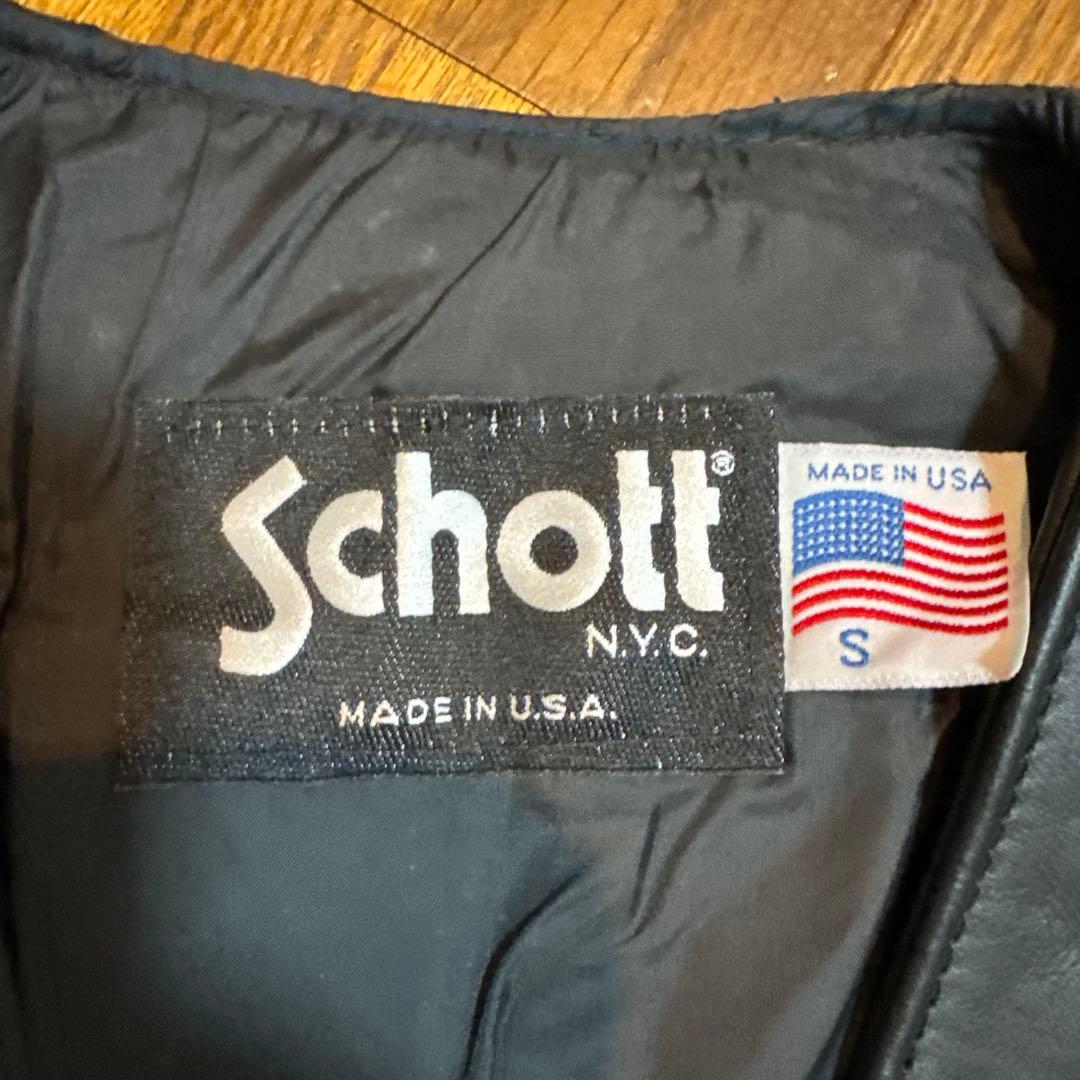 Schott®
N.Y.C.
MADE IN U.S.A.
MADE IN USA
S